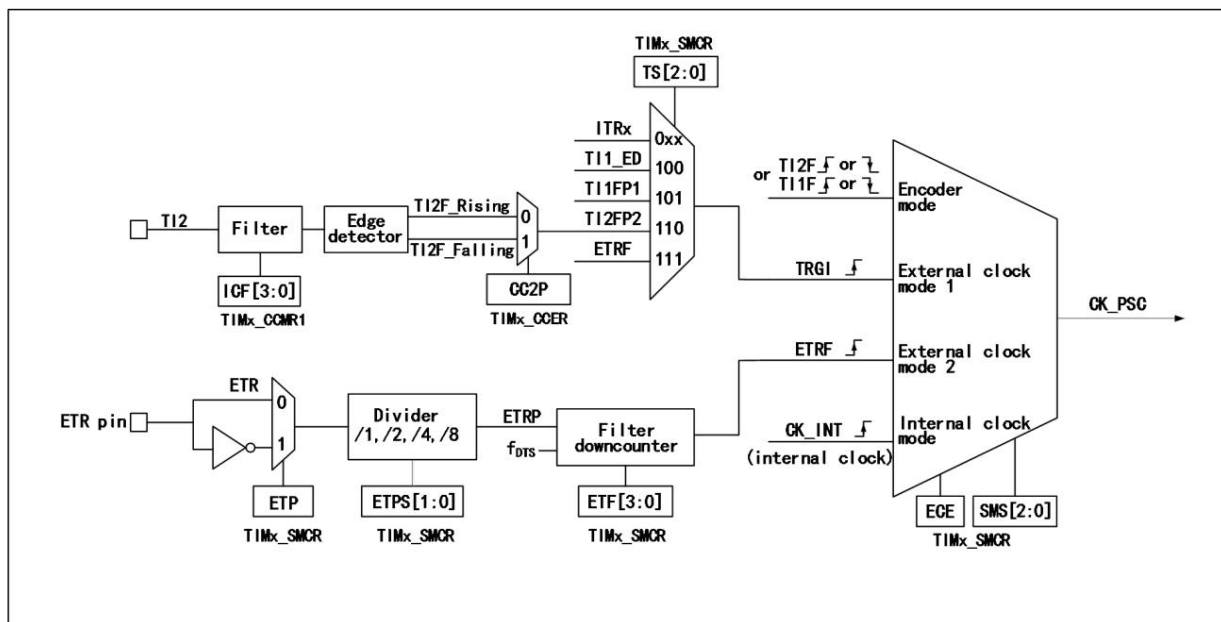 TIMx_SMCR
TS[2:0]
ITRx
0xx
TI1_ED
100
TI1FP1
101
TI2FP2
110
ETRF
111
TI2
Filter
ICF[3:0]
TIMx_CCMR1
Edge
detector
TI2F_Rising
TI2F_Falling
0
1
CC2P
TIMx_CCER
or TI2F or
TI1F or
Encoder
mode
TRGI
External clock
mode 1
ETRF
External clock
mode 2
CK_INT
(internal clock)
Internal clock
mode
CK_PSC
ECE
SMS[2:0]
TIMx_SMCR
ETR pin
ETR
0
1
ETP
TIMx_SMCR
Divider
/1, /2, /4, /8
ETPS[1:0]
TIMx_SMCR
ETRP
fDTS
Filter
downcounter
ETF[3:0]
TIMx_SMCR